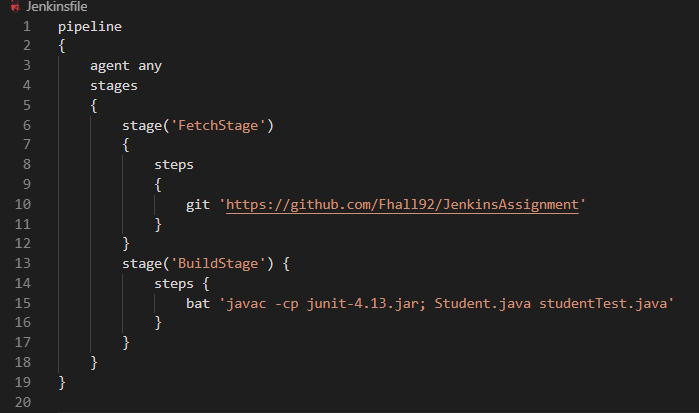 Jenkinsfile
1 pipeline
2 {
3 agent any
4 stages
5 {
6 stage('FetchStage')
7 {
8 steps
9 {
10 git 'https://github.com/Fhall92/JenkinsAssignment'
11 }
12 }
13 stage('BuildStage') {
14 steps {
15 bat 'javac -cp junit-4.13.jar; Student.java studentTest.java'
16 }
17 }
18 }
19 }
20